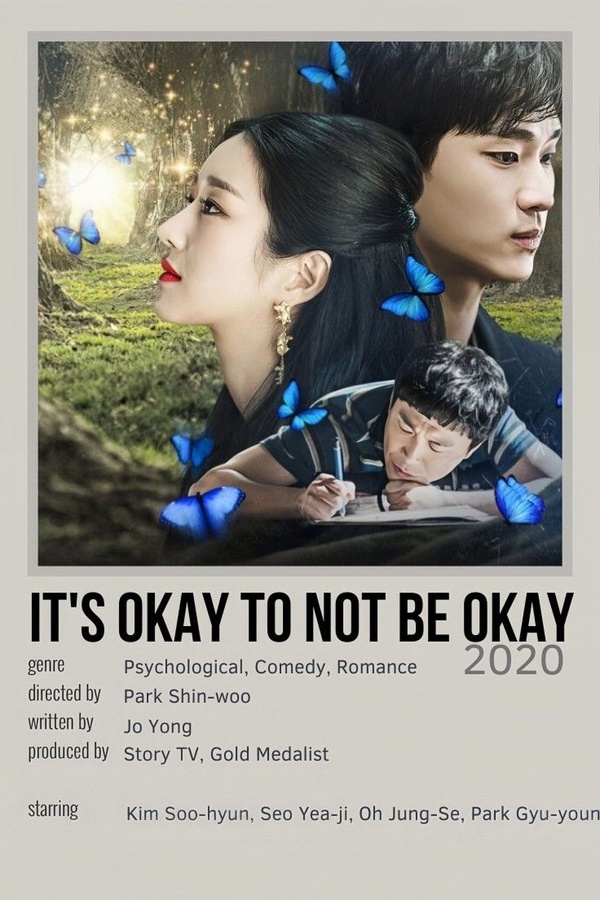 IT'S OKAY TO NOT BE OKAY
2020
genre Psychological, Comedy, Romance
directed by Park Shin-woo
written by Jo Yong
produced by Story TV, Gold Medalist
starring Kim Soo-hyun, Seo Yea-ji, Oh Jung-Se, Park Gyu-youn